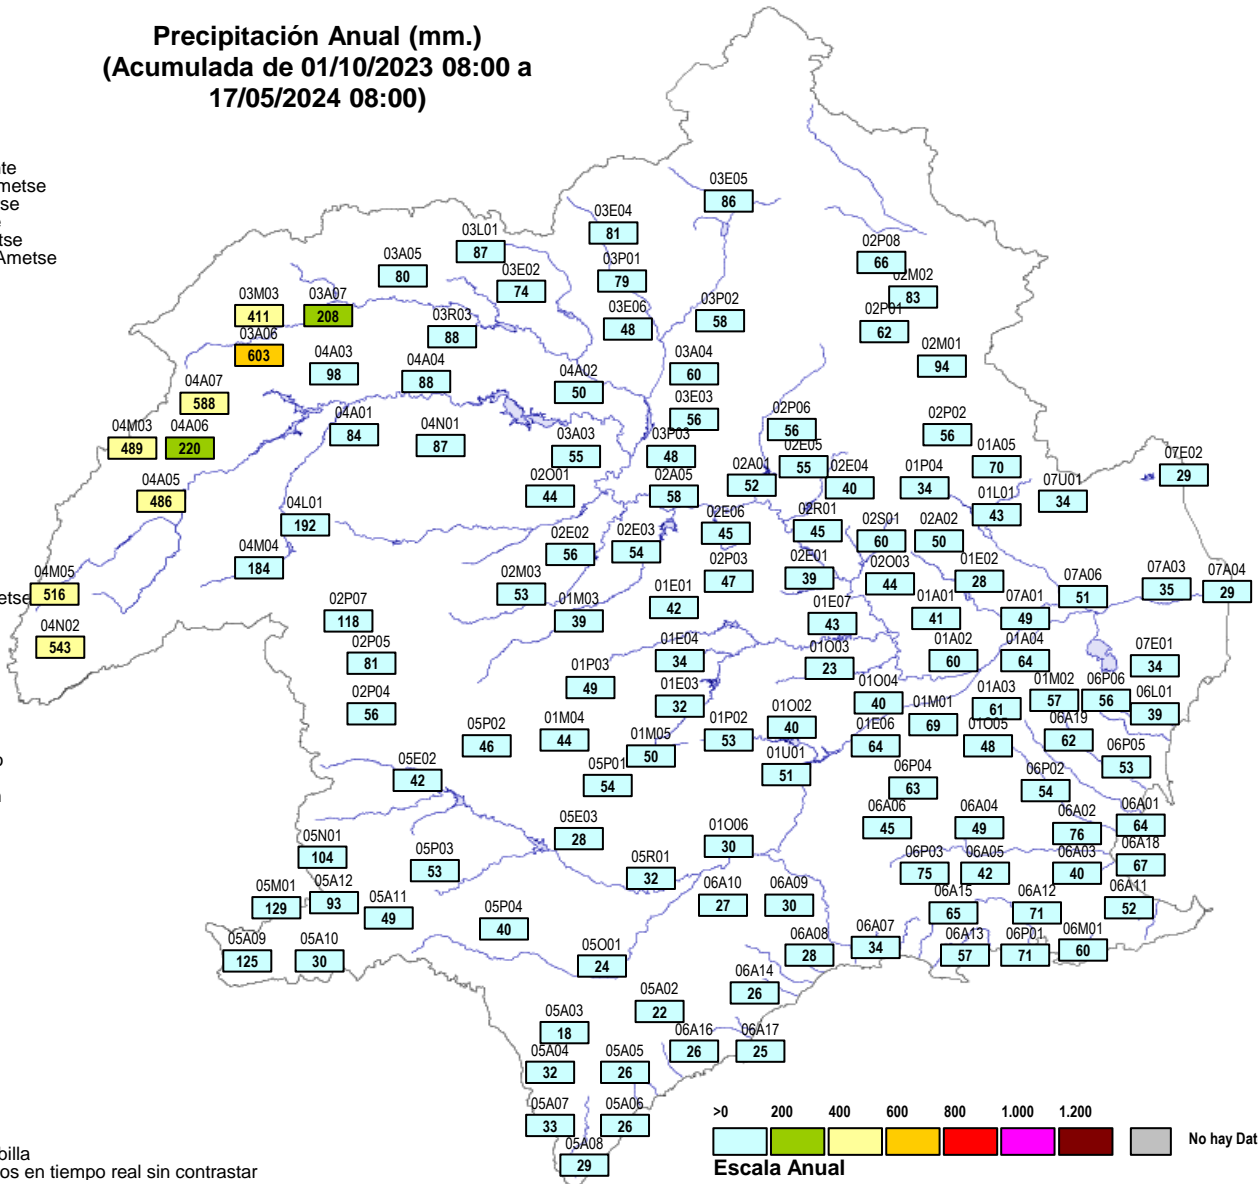 Precipitación Anual (mm.)
(Acumulada de 01/10/2023 08:00 a
17/05/2024 08:00)
nte
metse
tse
e
tse
Ametse
03E05
86
03E04
81
03L01
87
03A05
80
03P01
79
03E02
74
02P08
66
02M02
83
03M03
411
03A07
208
03E06
48
03P02
58
02P01
62
03R03
88
03A06
603
02M01
94
04A03
98
04A04
88
03A04
60
04A02
50
04A07
588
03E03
56
02P06
56
02P02
56
04M03
489
04A06
220
04A01
84
04N01
87
03A03
55
03P03
48
02E05
55
01A05
70
07E02
29
02A01
52
02E04
40
01P04
34
07U01
34
04A05
486
02O01
44
02A05
58
01L01
43
04L01
192
02E06
45
02R01
45
02S01
60
02A02
50
02E02
56
02E03
54
04M04
184
02P03
47
02E01
39
02O03
44
01E02
28
04M05
516
etse
02M03
53
07A06
51
07A03
35
07A04
29
02P07
118
01M03
39
01E01
42
01E07
43
01A01
41
07A01
49
04N02
543
02P05
81
01E04
34
01O03
23
01A02
60
01A04
64
07E01
34
01P03
49
01E03
32
01O04
40
01A03
61
01M02
57
06P06
56
06L01
39
02P04
56
01M01
69
05P02
46
01M04
44
01P02
53
01O02
40
01E06
64
01O05
48
06A19
62
01M05
50
06P05
53
05E02
42
05P01
54
01U01
51
06P04
63
06P02
54
05E03
28
06A06
45
06A04
49
06A02
76
06A01
64
05N01
104
01O06
30
05P03
53
05R01
32
06P03
75
06A05
42
06A03
40
06A18
67
05M01
129
05A12
93
05A11
49
06A10
27
06A09
30
06A15
65
06A12
71
06A11
52
05P04
40
05A09
125
05A10
30
05O01
24
06A08
28
06A07
34
06A13
57
06P01
71
06M01
60
06A14
26
05A02
22
05A03
18
06A16
26
06A17
25
05A04
32
05A05
26
05A07
33
05A06
26
05A08
29
>0 200 400 600 800 1.000 1.200
No hay Dat
Escala Anual
billa
os en tiempo real sin contrastar